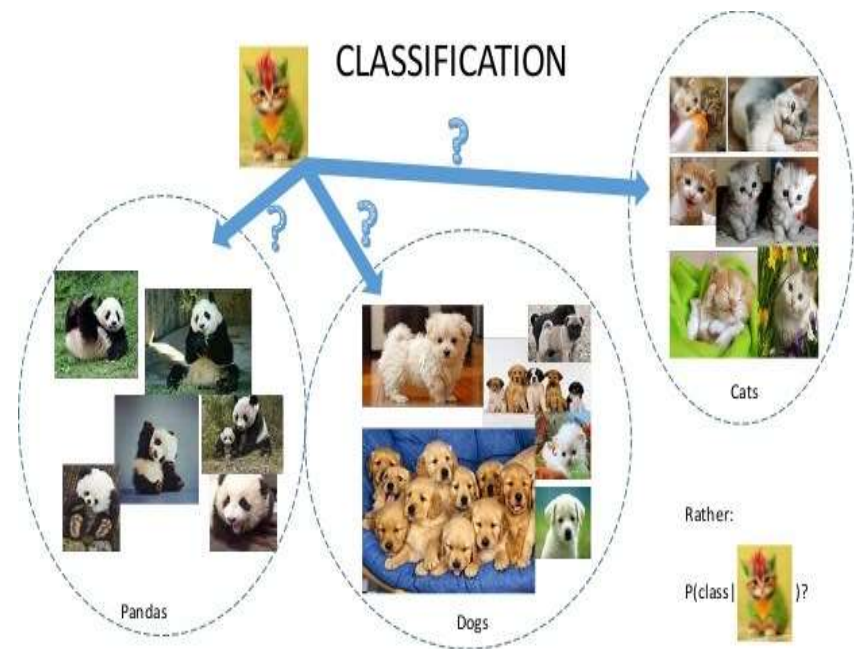 CLASSIFICATION
?
?
?
Cats
Rather:
P(class| )?
Pandas
Dogs